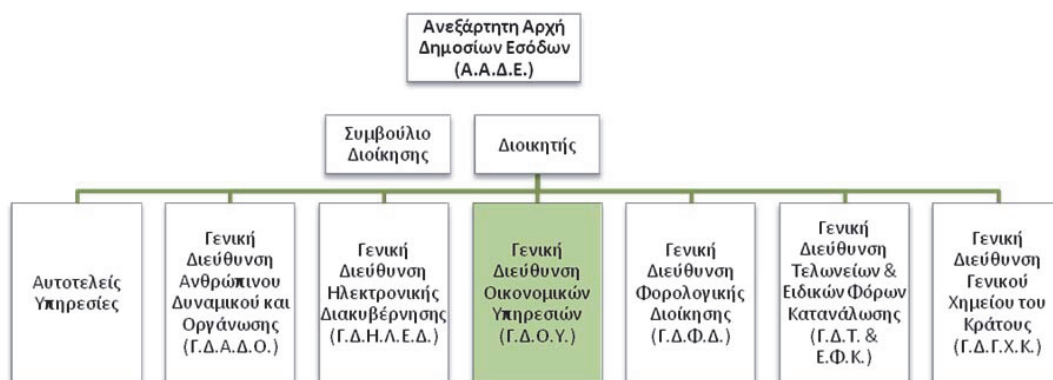 Ανεξάρτητη Αρχή
Δημοσίων Εσόδων
(Α.Α.Δ.Ε.)
Συμβούλιο
Διοίκησης
Διοικητής
Αυτοτελείς
Υπηρεσίες
Γενική
Διεύθυνση
Ανθρώπινου
Δυναμικού και
Οργάνωσης
(Γ.Δ.Α.Δ.Ο.)
Γενική
Διεύθυνση
Ηλεκτρονικής
Διακυβέρνησης
(Γ.Δ.Η.Λ.Ε.Δ.)
Γενική
Διεύθυνση
Οικονομικών
Υπηρεσιών
(Γ.Δ.Ο.Υ.)
Γενική
Διεύθυνση
Φορολογικής
Διοίκησης
(Γ.Δ.Φ.Δ.)
Γενική
Διεύθυνση
Τελωνείων &
Ειδικών Φόρων
Κατανάλωσης
(Γ.Δ.Τ. &
Ε.Φ.Κ.)
Γενική
Διεύθυνση
Γενικού
Χημείου του
Κράτους
(Γ.Δ.Γ.Χ.Κ.)